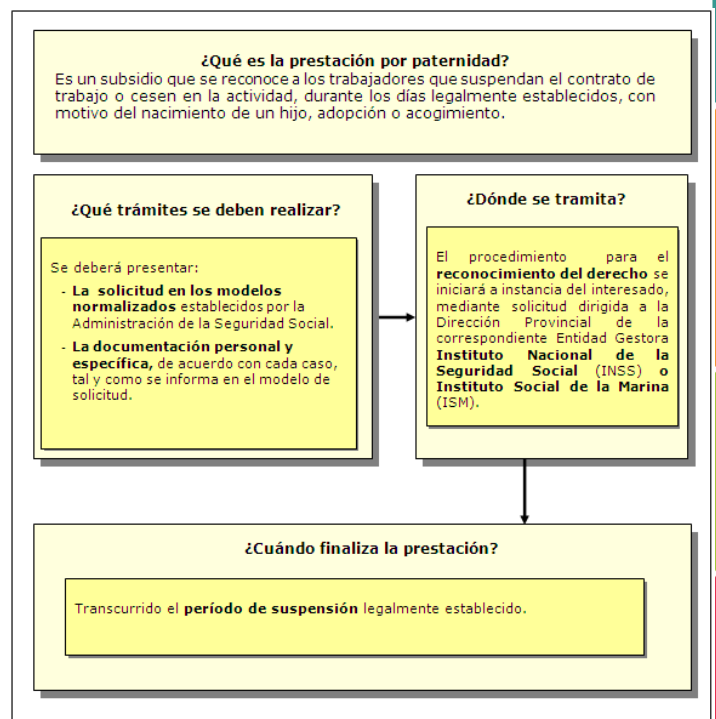 ¿Qué es la prestación por paternidad?
Es un subsidio que se reconoce a los trabajadores que suspendan el contrato de
trabajo o cesen en la actividad, durante los días legalmente establecidos, con
motivo del nacimiento de un hijo, adopción o acogimiento.
¿Qué trámites se deben realizar?
Se deberá presentar:
- La solicitud en los modelos
normalizados establecidos por la
Administración de la Seguridad Social.
- La documentación personal y
específica, de acuerdo con cada caso,
tal y como se informa en el modelo de
solicitud.
¿Dónde se tramita?
El procedimiento para el
reconocimiento del derecho se
iniciará a instancia del interesado,
mediante solicitud dirigida a la
Dirección Provincial de la
correspondiente Entidad Gestora
Instituto Nacional de la
Seguridad Social (INSS) o
Instituto Social de la Marina
(ISM).
¿Cuándo finaliza la prestación?
Transcurrido el período de suspensión legalmente establecido.